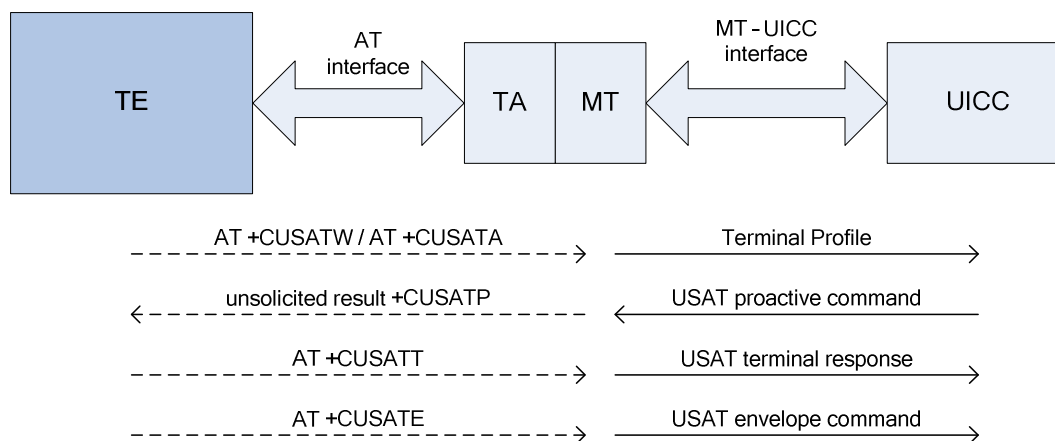 TE
AT
interface
TA
MT
MT-UICC
interface
UICC
AT +CUSATW / AT +CUSATA
Terminal Profile
unsolicited result +CUSATP
USAT proactive command
AT +CUSATT
USAT terminal response
AT +CUSATE
USAT envelope command